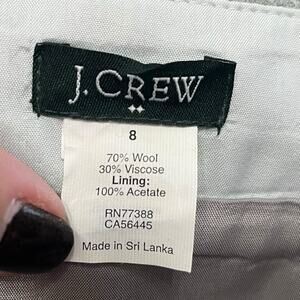 J.CREW
8
70% Wool
30% Viscose
Lining:
100% Acetate
RN77388
CA56445
Made in Sri Lanka